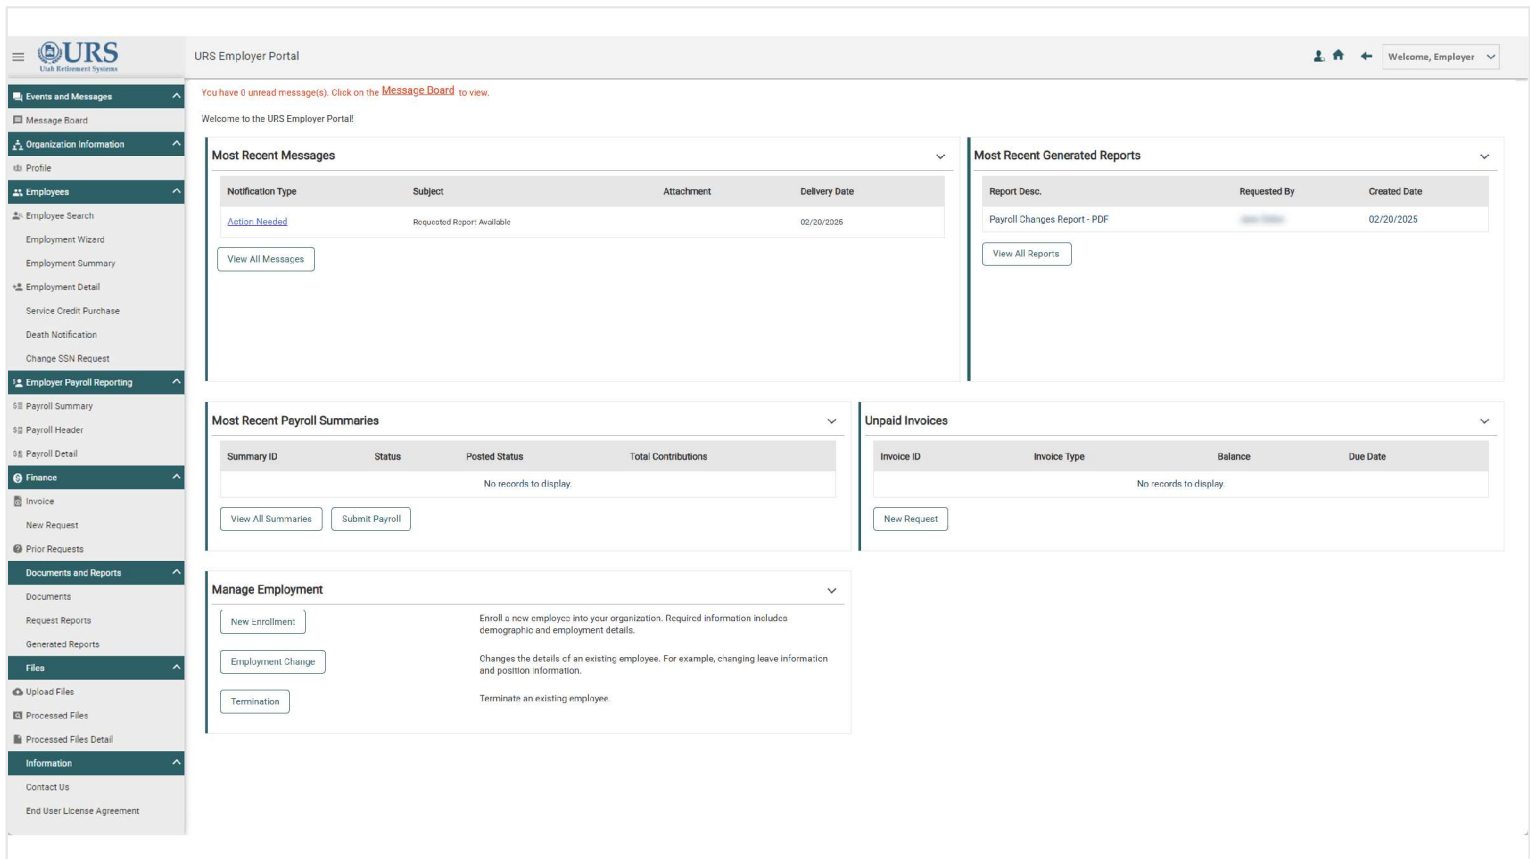 URS
Utah Retirement Systems
URS Employer Portal
Welcome, Employer
Events and Messages
Message Board
Organization Information
Profile
Employees
Employee Search
Employment Wizard
Employment Summary
Employment Detail
Service Credit Purchase
Death Notification
Change SSN Request
Employer Payroll Reporting
Payroll Summary
Payroll Header
Payroll Detail
Finance
Invoice
New Request
Prior Requests
Documents and Reports
Documents
Request Reports
Generated Reports
Files
Upload Files
Processed Files
Processed Files Detail
Information
Contact Us
End User License Agreement
You have 0 unread message(s). Click on the Message Board to view.
Welcome to the URS Employer Portal!
Most Recent Messages
Notification Type Subject Attachment Delivery Date
Action Needed Requested Report Available 02/20/2025
View All Messages
Most Recent Generated Reports
Report Desc. Requested By Created Date
Payroll Changes Report - PDF 02/20/2025
View All Reports
Most Recent Payroll Summaries
Summary ID Status Posted Status Total Contributions
No records to display.
View All Summaries Submit Payroll
Unpaid Invoices
Invoice ID Invoice Type Balance Due Date
No records to display.
New Request
Manage Employment
New Enrollment
Enroll a new employee into your organization. Required information includes
demographic and employment details.
Employment Change
Changes the details of an existing employee. For example, changing leave information
and position information.
Termination
Terminate an existing employee.